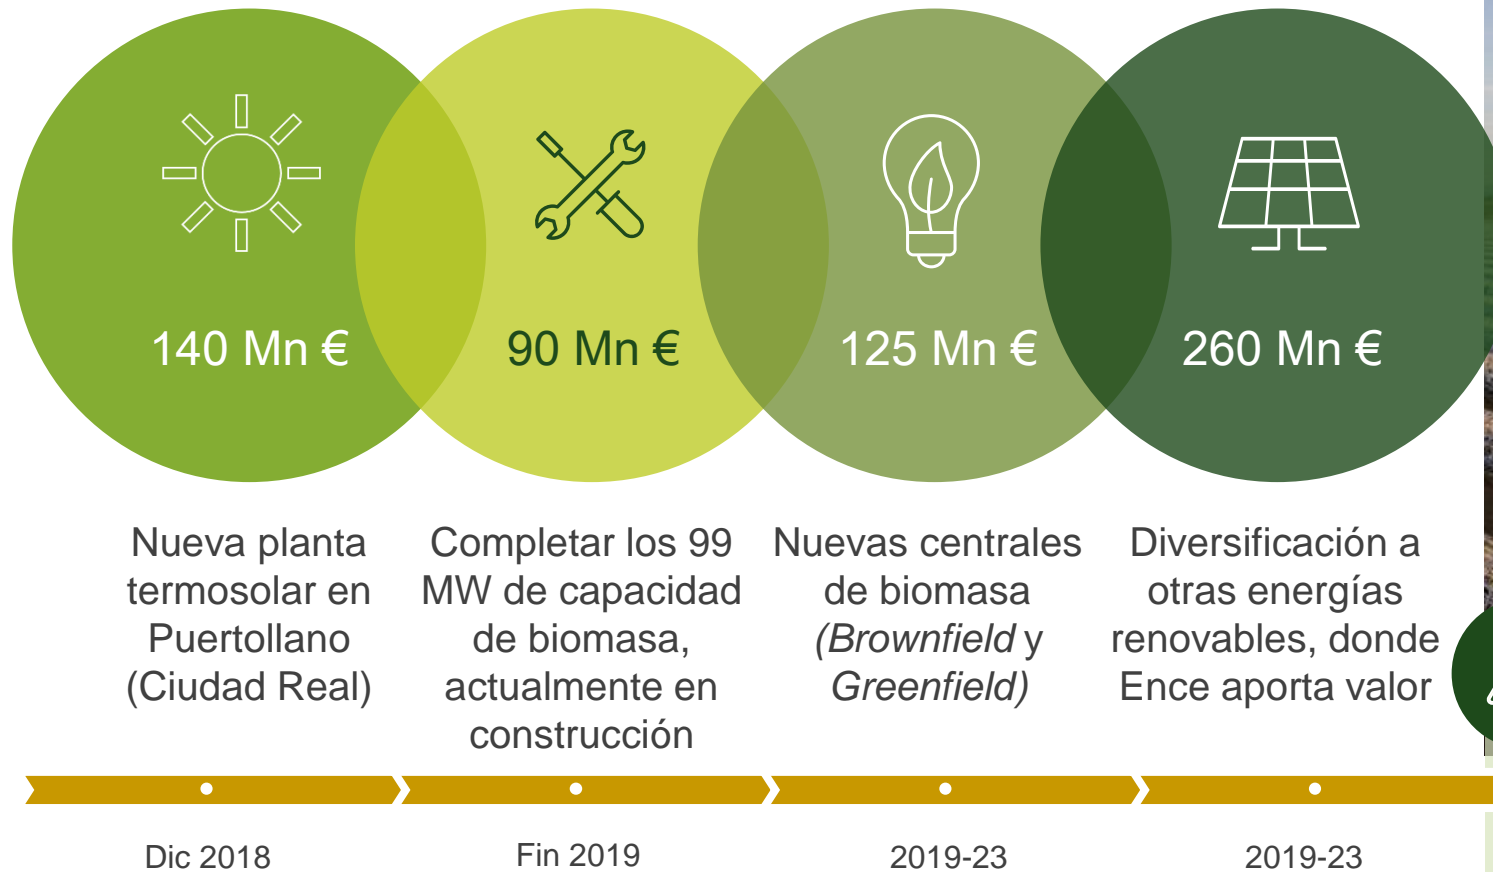 140 Mn €
90 Mn €
125 Mn €
260 Mn €
Nueva planta
termosolar en
Puertollano
(Ciudad Real)
Completar los 99
MW de capacidad
de biomasa,
actualmente en
construcción
Nuevas centrales
de biomasa
(Brownfield y
Greenfield)
Diversificación a
otras energías
renovables, donde
Ence aporta valor
Dic 2018
Fin 2019
2019-23
2019-23